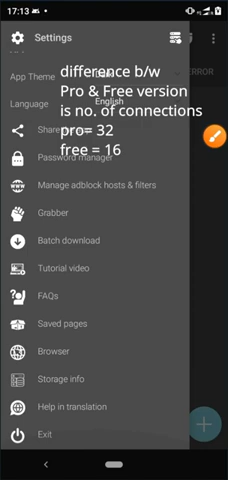 17:13
Settings
difference b/w
App Theme
Pro & Free version
ERROR
Language:
English
is no. of connections
Share
pro= 32
Password manager
free = 16
Manage adblock hosts & filters
Grabber
Batch download
Tutorial video
FAQs
Saved pages
Browser
Storage info
Help in translation
Exit